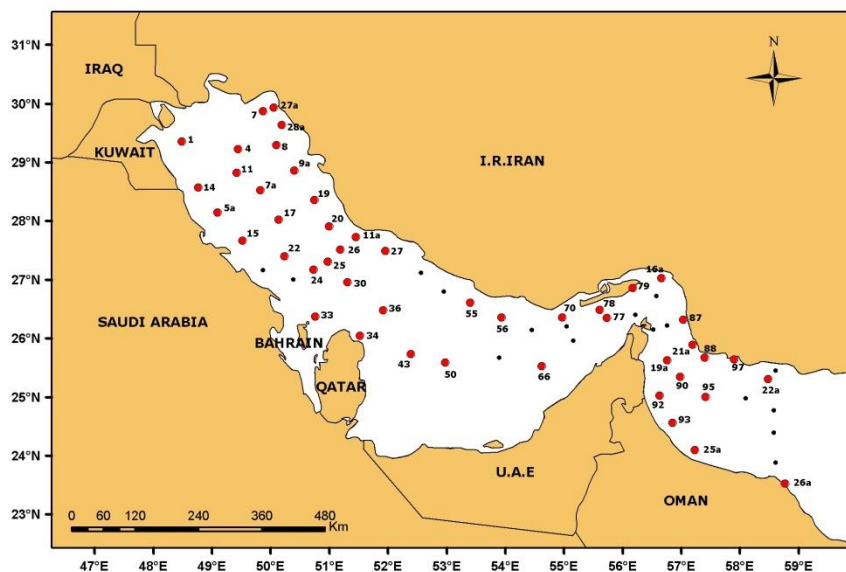 31°N
N
IRAQ
30°N
7 27a
28a
1
KUWAIT
4 8
I.R.IRAN
29°N
11 9a
14 7a
19
5a
28°N
17 20
15 11a
22 26 27
25
27°N
24
16a
30
79
SAUDI ARABIA
33 36
55
56
70 78
77
87
26°N
34
BAHRAIN
43
50
66
21a 88
19a
97
QATAR
90
22a
25°N
92 95
93
U.A.E
25a
24°N
OMAN
26a
0 60 120 240 360 480
Km
23°N
47°E 48°E 49°E 50°E 51°E 52°E 53°E 54°E 55°E 56°E 57°E 58°E 59°E